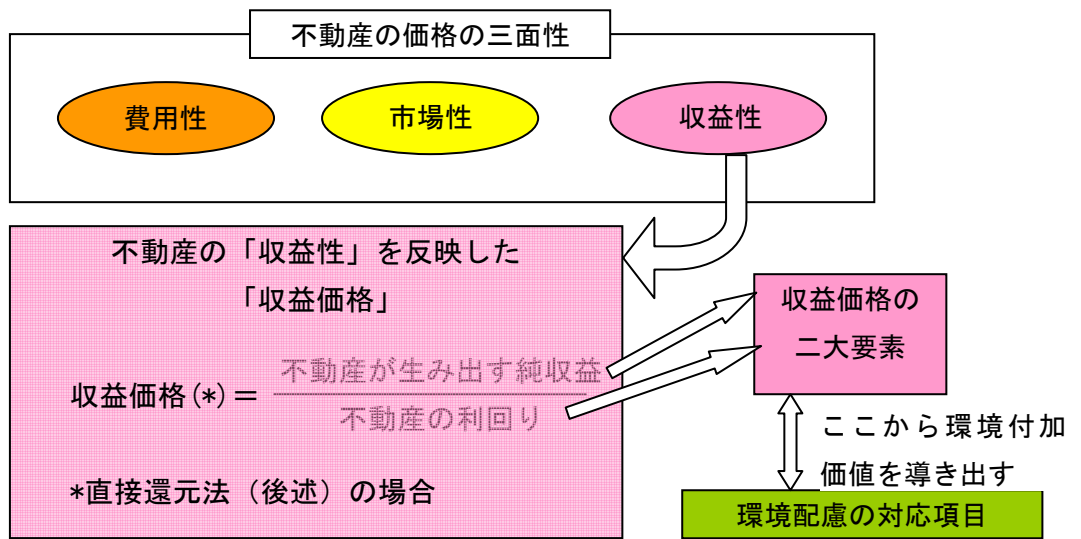 不動産の価格の三面性
費用性
市場性
収益性
不動産の「収益性」を反映した
「収益価格」
収益価格(*)＝
不動産が生み出す純収益
不動産の利回り
*直接還元法（後述）の場合
収益価格の
二大要素
ここから環境付加
価値を導き出す
環境配慮の対応項目